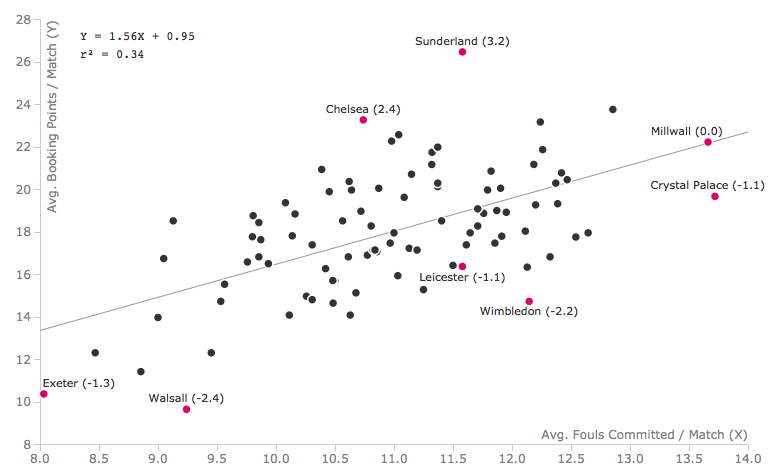 28
26
24
22
20
18
16
14
12
10
8
Avg. Booking Points / Match (Y)
Y = 1.56X + 0.95
r² = 0.34
Sunderland (3.2)
Chelsea (2.4)
Millwall (0.0)
Crystal Palace (-1.1)
Leicester (-1.1)
Wimbledon (-2.2)
Exeter (-1.3)
Walsall (-2.4)
Avg. Fouls Committed / Match (X)
8.0 8.5 9.0 9.5 10.0 10.5 11.0 11.5 12.0 12.5 13.0 13.5 14.0